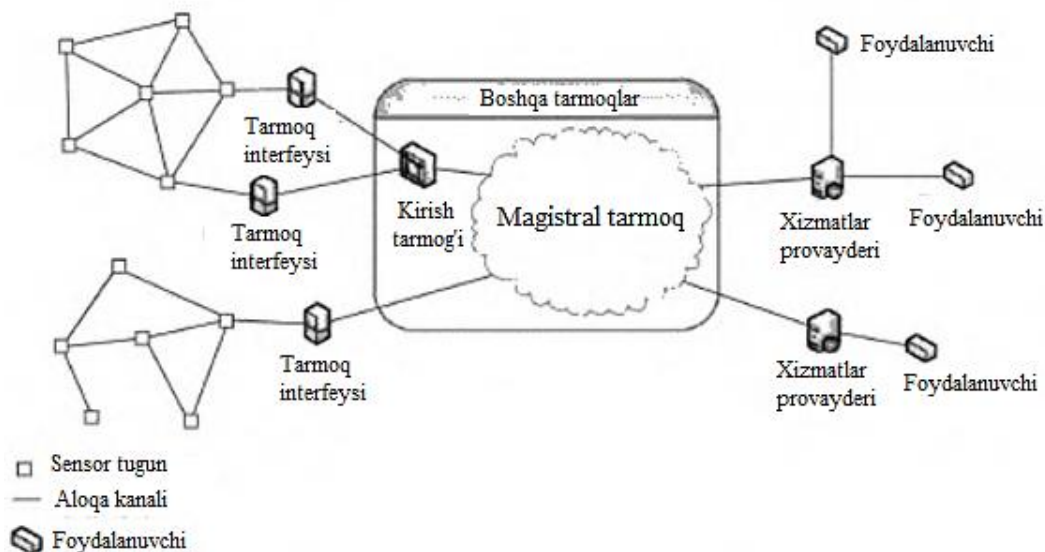 Foydalanuvchi
Boshqa tarmoqlar
Tarmoq
interfeysi
Kirish
tarmog'i
Magistral tarmoq
Xizmatlar
provayderi
Foydalanuvchi
Tarmoq
interfeysi
Tarmoq
interfeysi
Xizmatlar
provayderi
Foydalanuvchi
Sensor tugun
Aloqa kanali
Foydalanuvchi